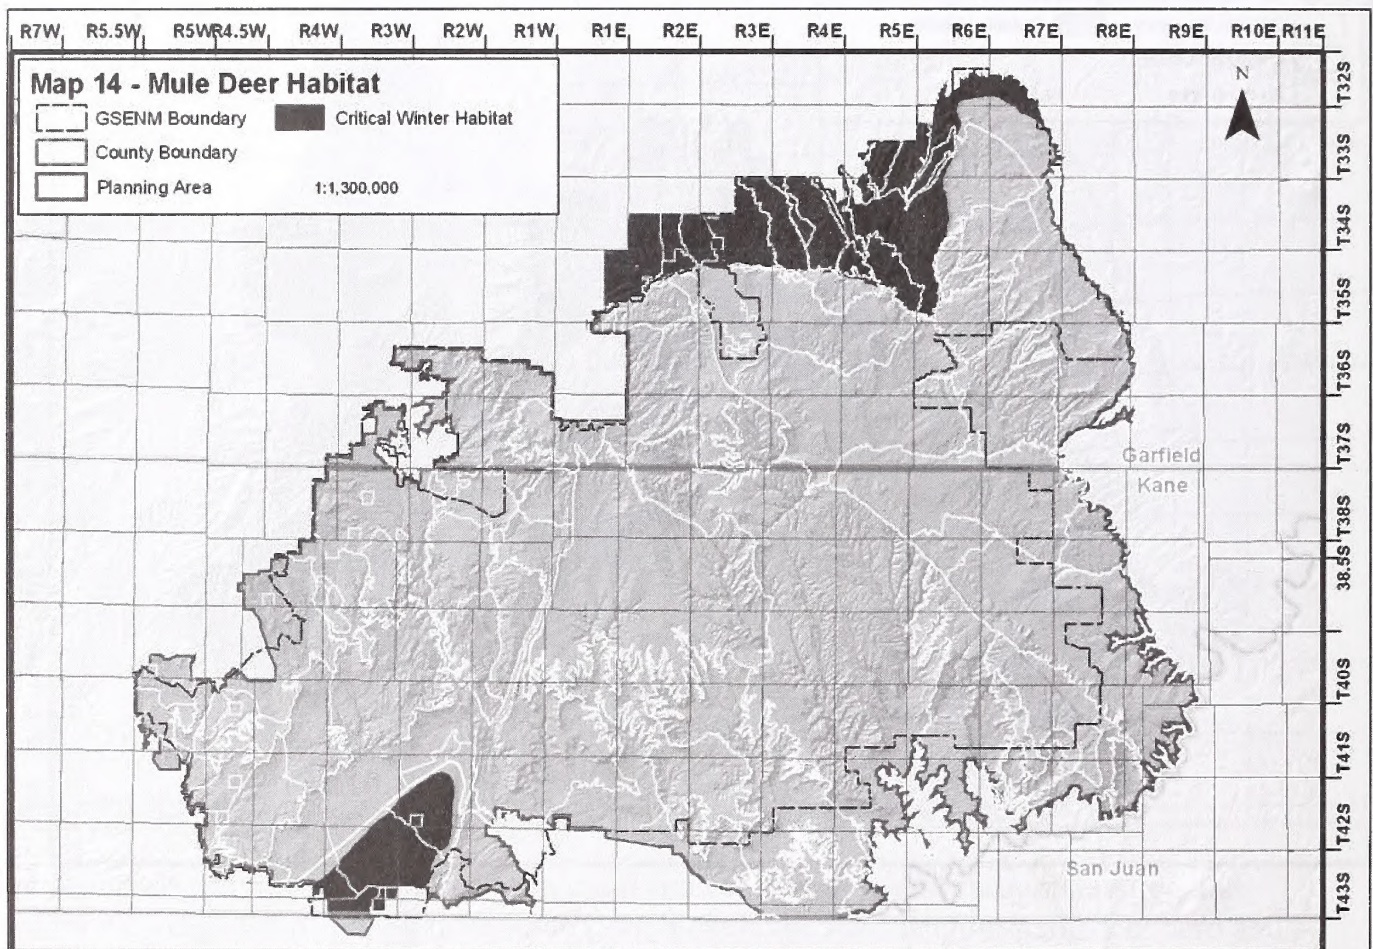 R7W R5.5W R5W R4.5W R4W R3W R2W R1W R1E R2E R3E R4E R5E R6E R7E R8E R9E R10E R11E
Map 14 - Mule Deer Habitat
GSENM Boundary Critical Winter Habitat
County Boundary
Planning Area 1:1,300,000
N
T32S
T33S
T34S
T35S
T36S
T37S
Garfield
Kane
T38S
38.5S
T40S
T41S
T42S
San Juan
T43S